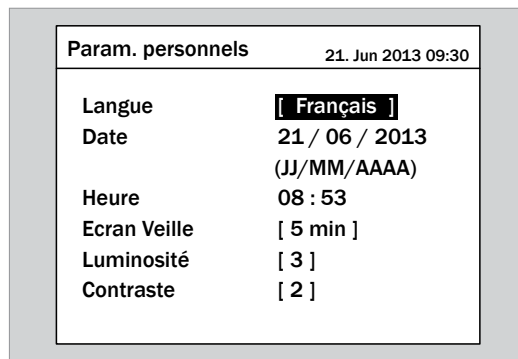 Param. personnels 21. Jun 2013 09:30
Langue [ Français ]
Date 21 / 06 / 2013
(JJ/MM/AAAA)
Heure 08 : 53
Ecran Veille [ 5 min ]
Luminosité [ 3 ]
Contraste [ 2 ]